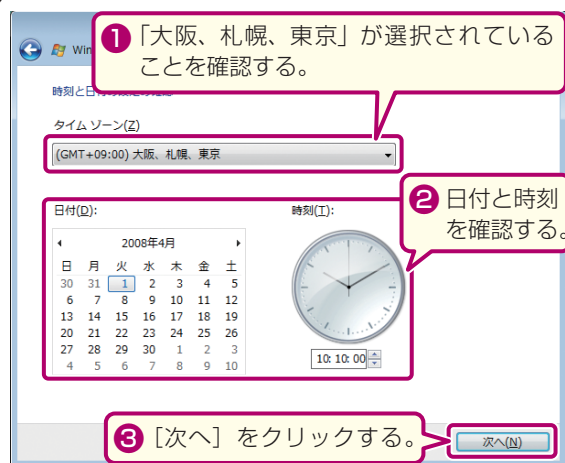 ❶「大阪、札幌、東京」が選択されている
ことを確認する。
Win
時刻と日
タイム ゾーン(Z)
(GMT+09:00) 大阪、札幌、東京
❷ 日付と時刻
を確認する。
日付(D):
時刻(T):
2008年4月
日 月 火 水 木 金 土
30 31 1 2 3 4 5
6 7 8 9 10 11 12
13 14 15 16 17 18 19
20 21 22 23 24 25 26
27 28 29 30 1 2 3
4 5 6 7 8 9 10
10: 10: 00
❸［次へ］をクリックする。
次へ(N)